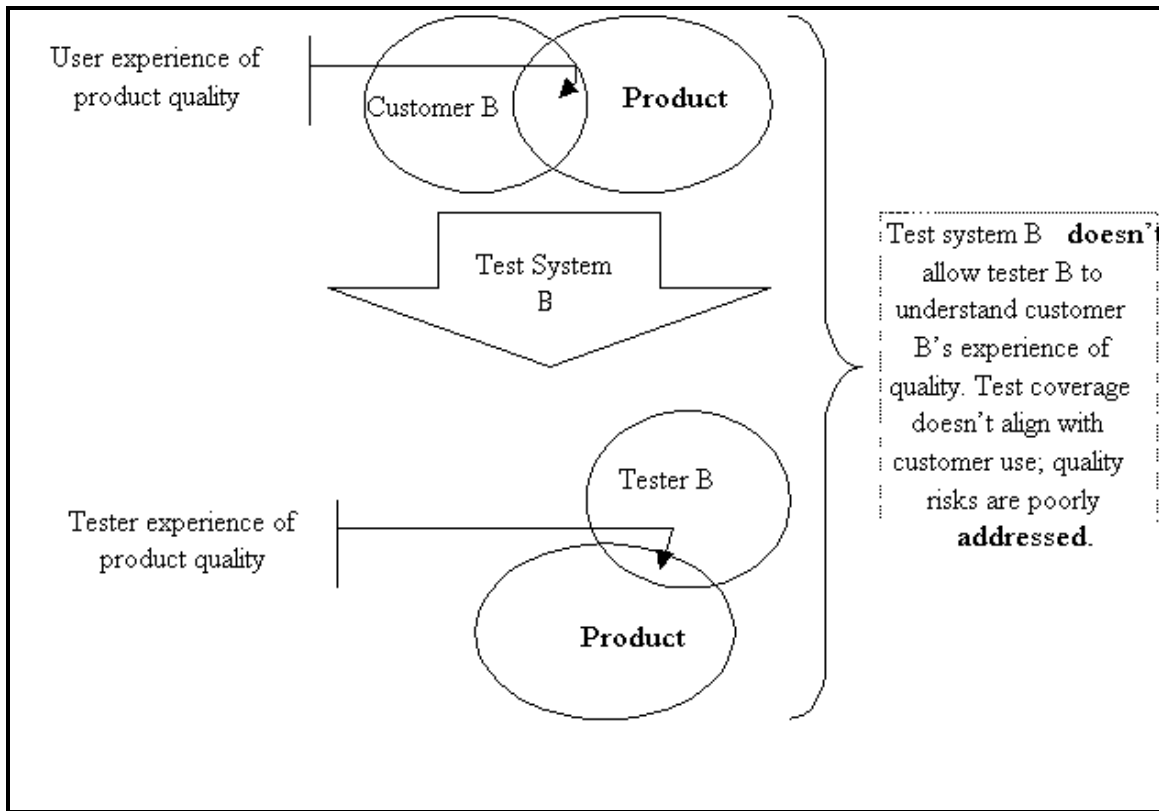 User experience of
product quality
Customer B
Product
Test System
B
Tester B
Tester experience of
product quality
Product
Test system B doesn't
allow tester B to
understand customer
B's experience of
quality. Test coverage
doesn't align with
customer use; quality
risks are poorly
addressed.